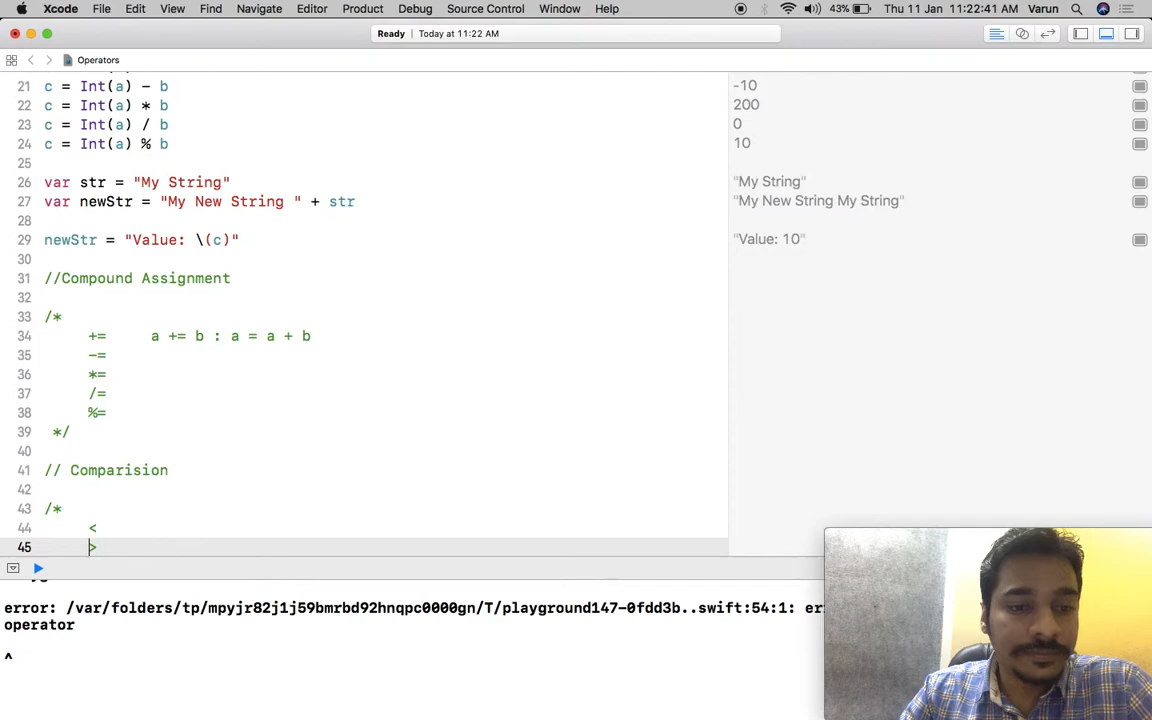 Xcode File Edit View Find Navigate Editor Product Debug Source Control Window Help 43% Thu 11 Jan 11:22:41 AM Varun
Ready | Today at 11:22 AM
Operators
21 c = Int(a) - b -10
22 c = Int(a) * b 200
23 c = Int(a) / b 0
24 c = Int(a) % b 10
25
26 var str = "My String" "My String"
27 var newStr = "My New String " + str "My New String My String"
28
29 newStr = "Value: \(c)" "Value: 10"
30
31 //Compound Assignment
32
33 /*
34 += a += b : a = a + b
35 -=
36 *=
37 /=
38 %=
39 */
40
41 // Comparision
42
43 /*
44 <
45 >
error: /var/folders/tp/mpyjr82j1j59bmrbd92hnqpc0000gn/T/playground147-0fdd3b..swift:54:1:
operator
^